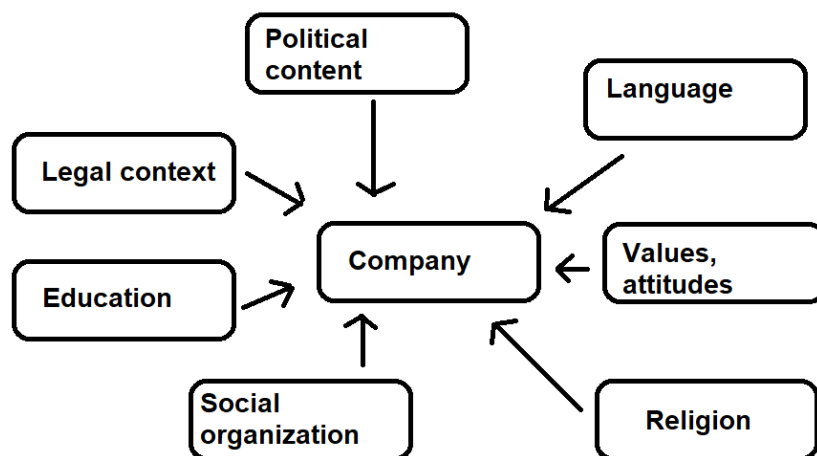 Political
content
Language
Legal context
Company
Values,
attitudes
Education
Social
organization
Religion